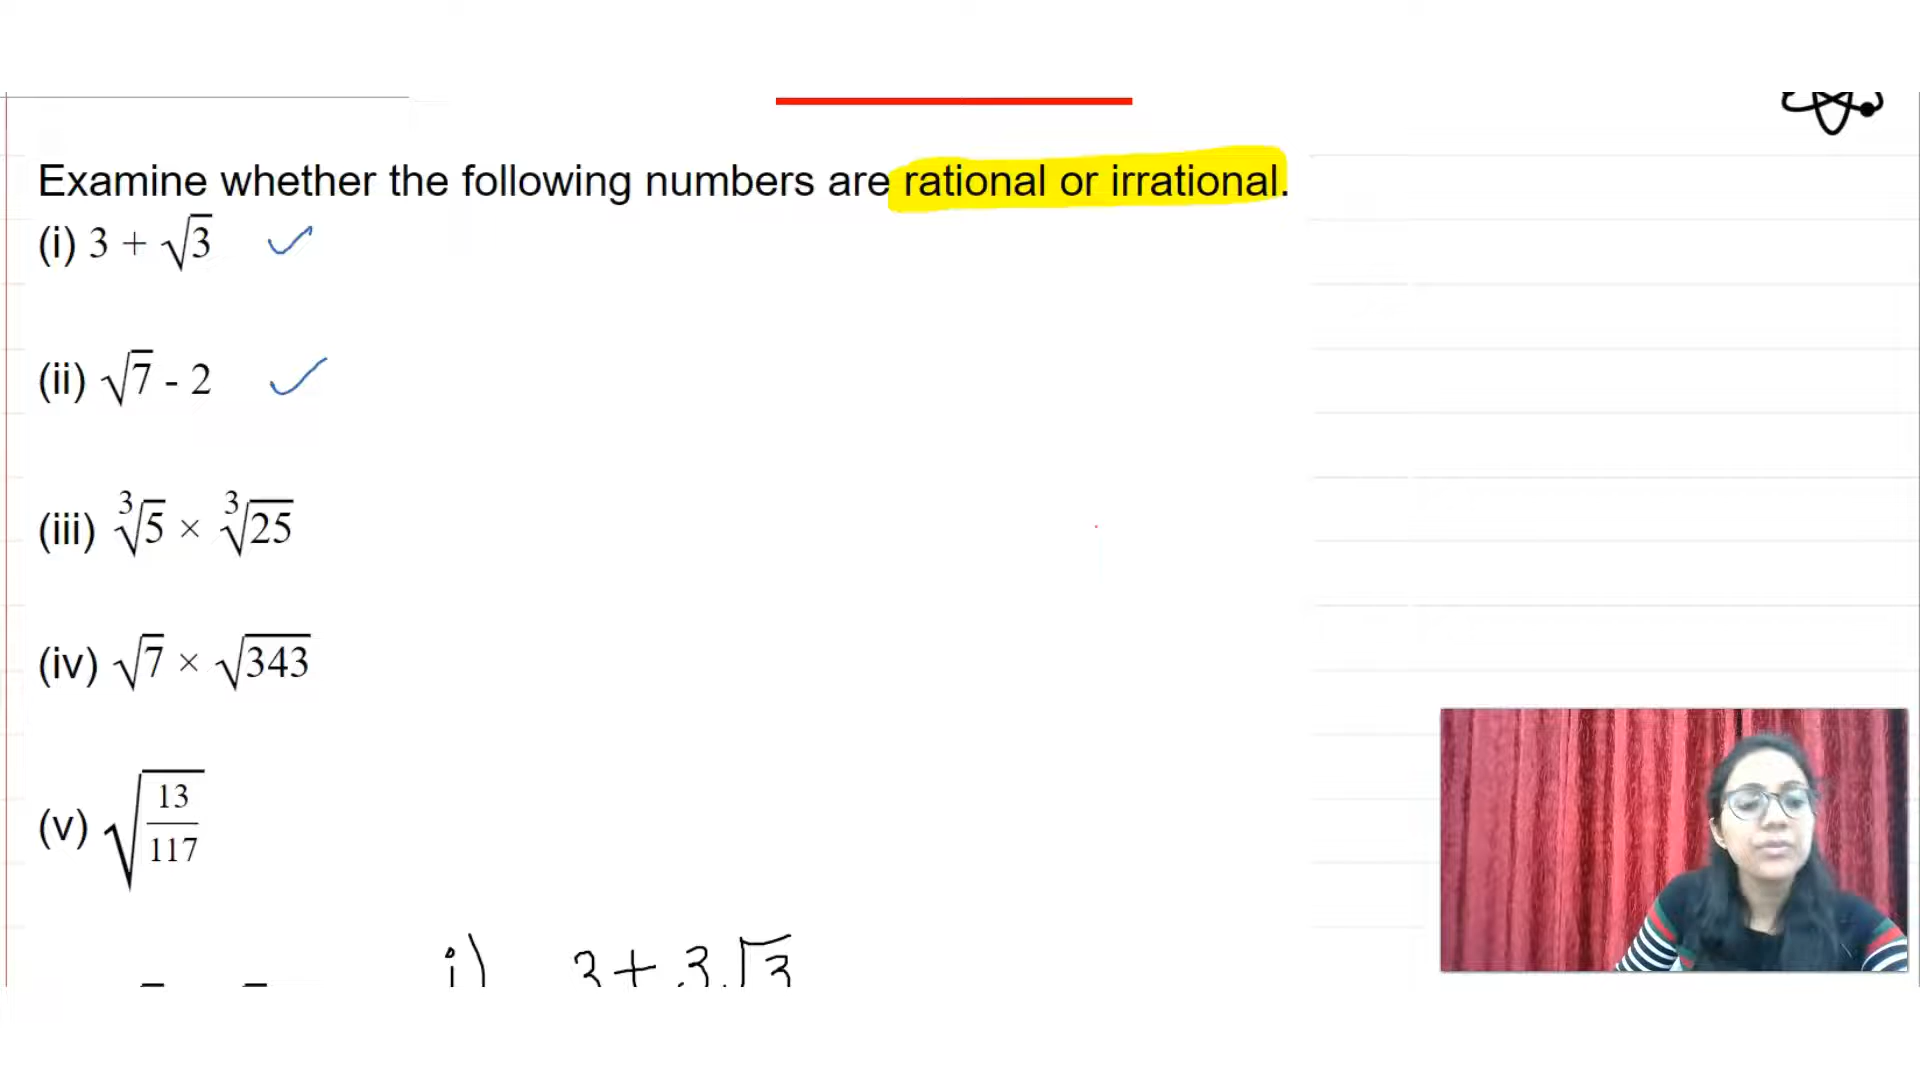 Examine whether the following numbers are rational or irrational.
(i) 3 + √3
(ii) √7 - 2
(iii) ∛5 × ∛25
(iv) √7 × √343
(v) √(13/117)
i) 3 + 3√3